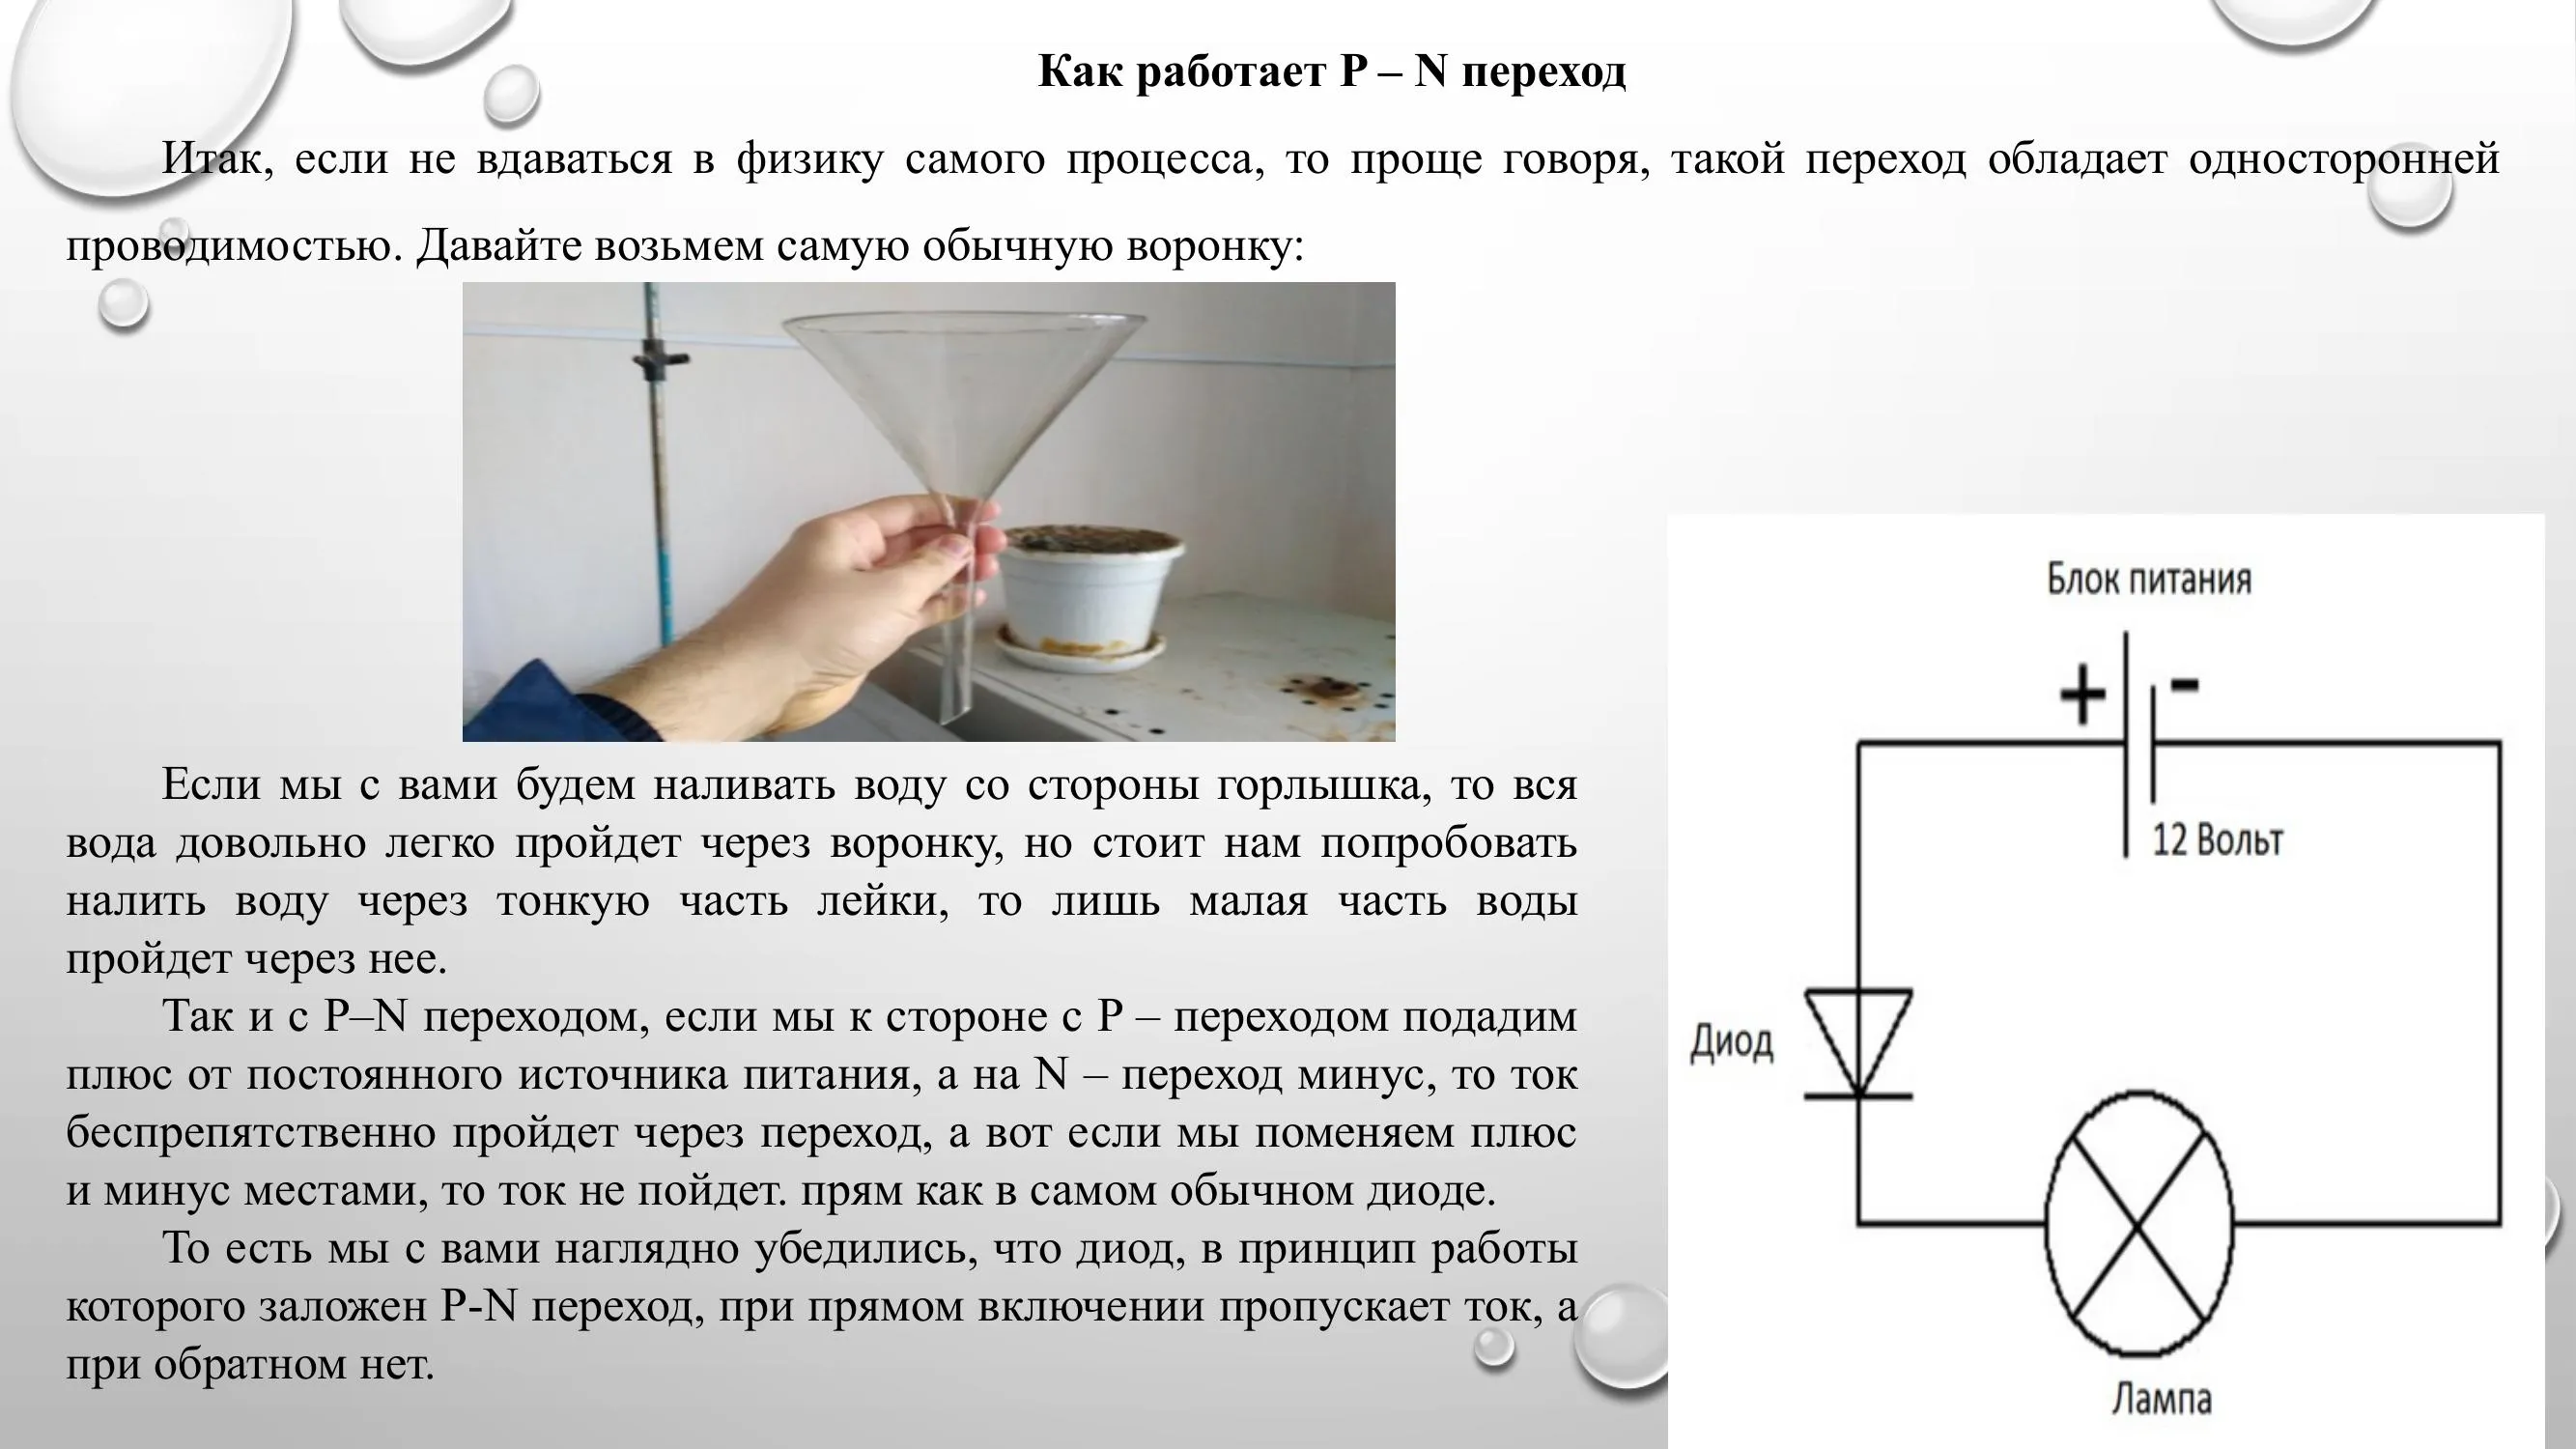 Как работает P – N переход
Итак, если не вдаваться в физику самого процесса, то проще говоря, такой переход обладает односторонней
проводимостью. Давайте возьмем самую обычную воронку:
Если мы с вами будем наливать воду со стороны горлышка, то вся
вода довольно легко пройдет через воронку, но стоит нам попробовать
налить воду через тонкую часть лейки, то лишь малая часть воды
пройдет через нее.
Так и с P–N переходом, если мы к стороне с P – переходом подадим
плюс от постоянного источника питания, а на N – переход минус, то ток
беспрепятственно пройдет через переход, а вот если мы поменяем плюс
и минус местами, то ток не пойдет. прям как в самом обычном диоде.
То есть мы с вами наглядно убедились, что диод, в принцип работы
которого заложен P-N переход, при прямом включении пропускает ток, а
при обратном нет.
Блок питания
+ -
12 Вольт
Диод
Лампа